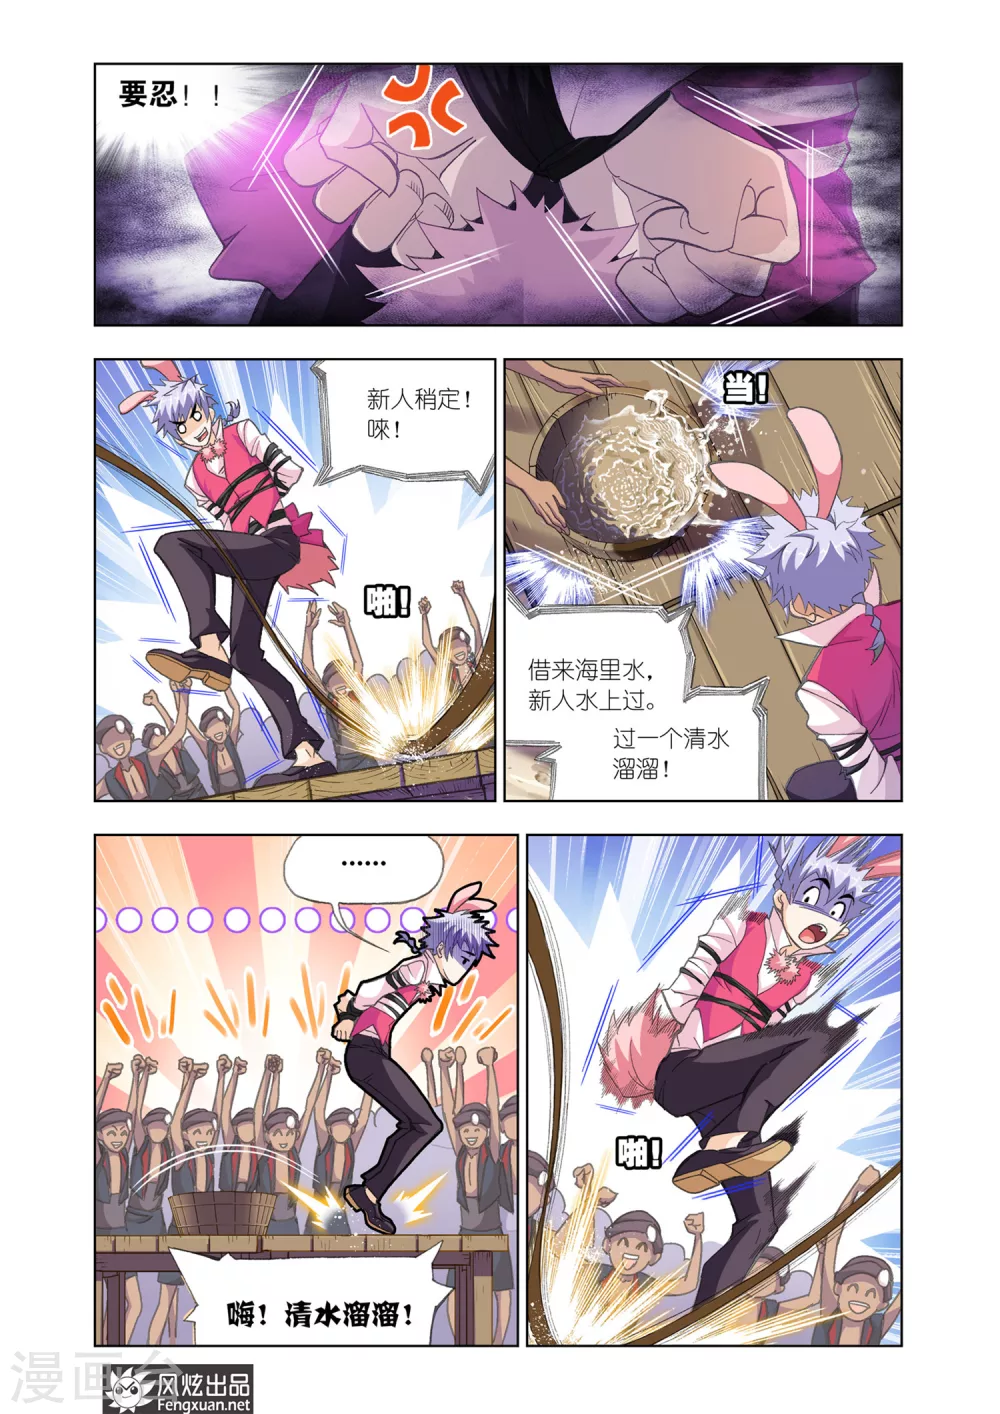 要忍！！
新人稍定！
唻！
啪！
当！
借来海里水，
新人水上过。
过一个清水
溜溜！
……
嗨！清水溜溜！
啪！
漫画台
风炫出品
Fengxuan.net